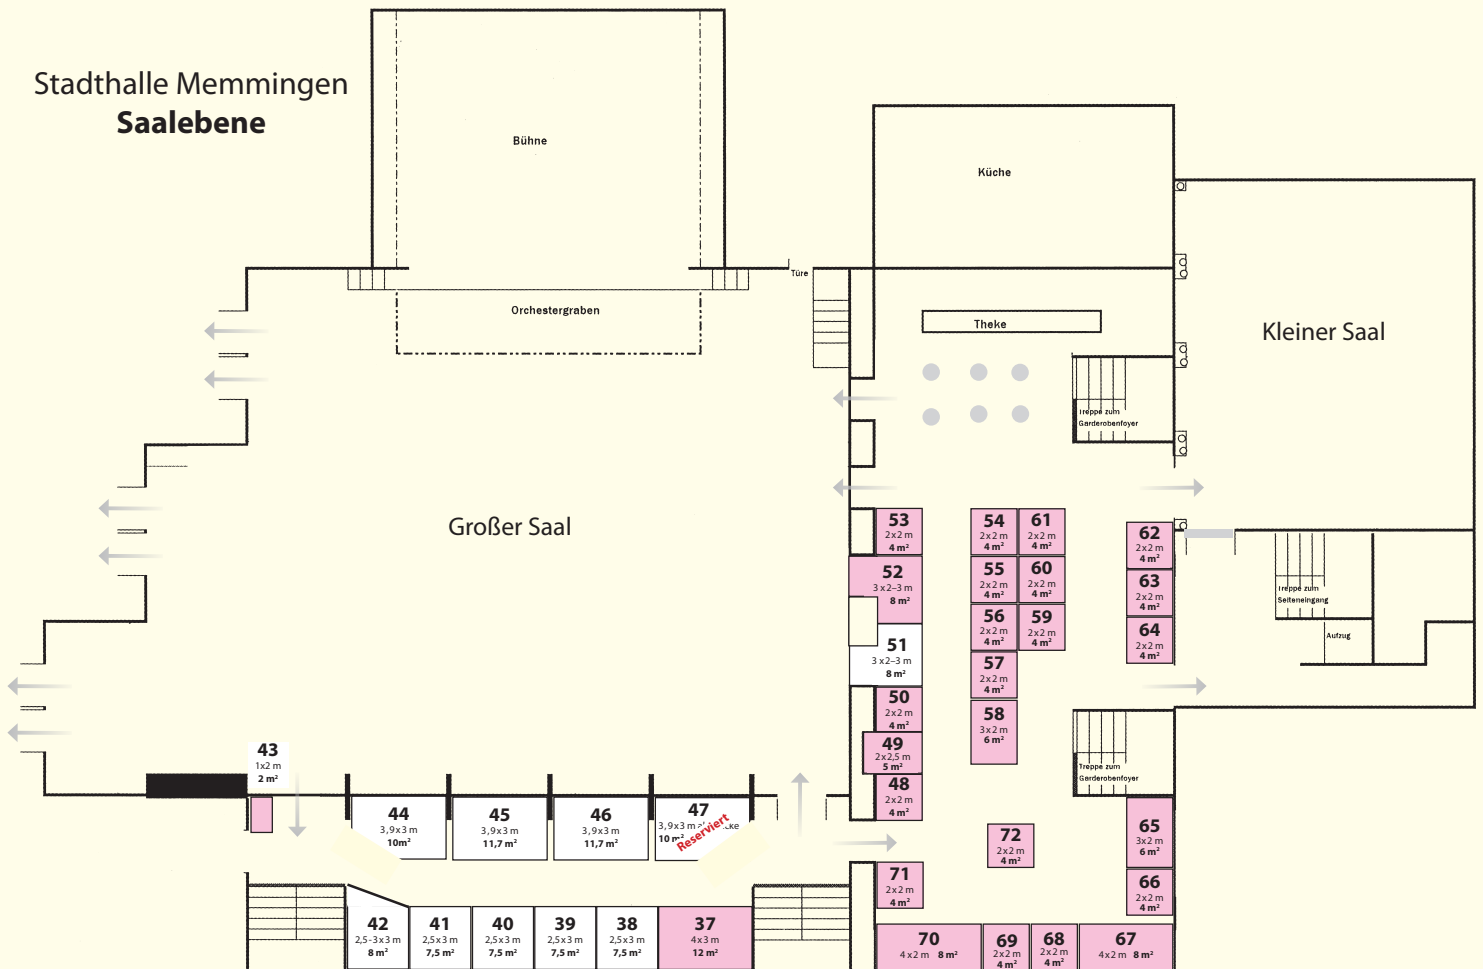 Stadthalle Memmingen
Saalebene
Bühne
Küche
Türe
Orchestergraben
Theke
Kleiner Saal
Treppe zum
Garderobenfoyer
Großer Saal
53
2x2 m
4 m²
54
2x2 m
4 m²
61
2x2 m
4 m²
62
2x2 m
4 m²
52
3 x 2–3 m
8 m²
55
2x2 m
4 m²
60
2x2 m
4 m²
63
2x2 m
4 m²
Treppe zum
Seiteneingang
56
2x2 m
4 m²
59
2x2 m
4 m²
64
2x2 m
4 m²
Aufzug
51
3 x 2–3 m
8 m²
57
2x2 m
4 m²
50
2x2 m
4 m²
58
3x2 m
6 m²
49
2x2,5 m
5 m²
43
1x2 m
2 m²
48
2x2 m
4 m²
Treppe zum
Garderobenfoyer
44
3,9x3 m
10m²
45
3,9x3 m
11,7 m²
46
3,9x3 m
11,7 m²
47
3,9x3 m
10 m²
Reserviert
72
2x2 m
4 m²
65
3x2 m
6 m²
71
2x2 m
4 m²
66
2x2 m
4 m²
42
2,5-3x3 m
8 m²
41
2,5x3 m
7,5 m²
40
2,5x3 m
7,5 m²
39
2,5x3 m
7,5 m²
38
2,5x3 m
7,5 m²
37
4x3 m
12 m²
70
4x2 m 8 m²
69
2x2 m
4 m²
68
2x2 m
4 m²
67
4x2 m 8 m²